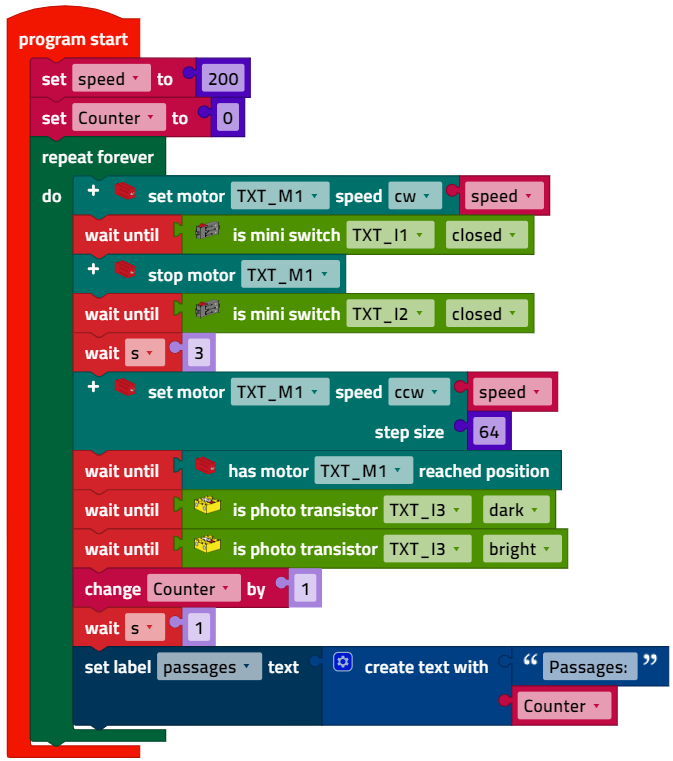 program start
set speed to 200
set Counter to 0
repeat forever
do + set motor TXT_M1 speed cw speed
wait until is mini switch TXT_I1 closed
+ stop motor TXT_M1
wait until is mini switch TXT_I2 closed
wait s 3
+ set motor TXT_M1 speed ccw speed
step size 64
wait until has motor TXT_M1 reached position
wait until is photo transistor TXT_I3 dark
wait until is photo transistor TXT_I3 bright
change Counter by 1
wait s 1
set label passages text create text with “ Passages: ”
Counter